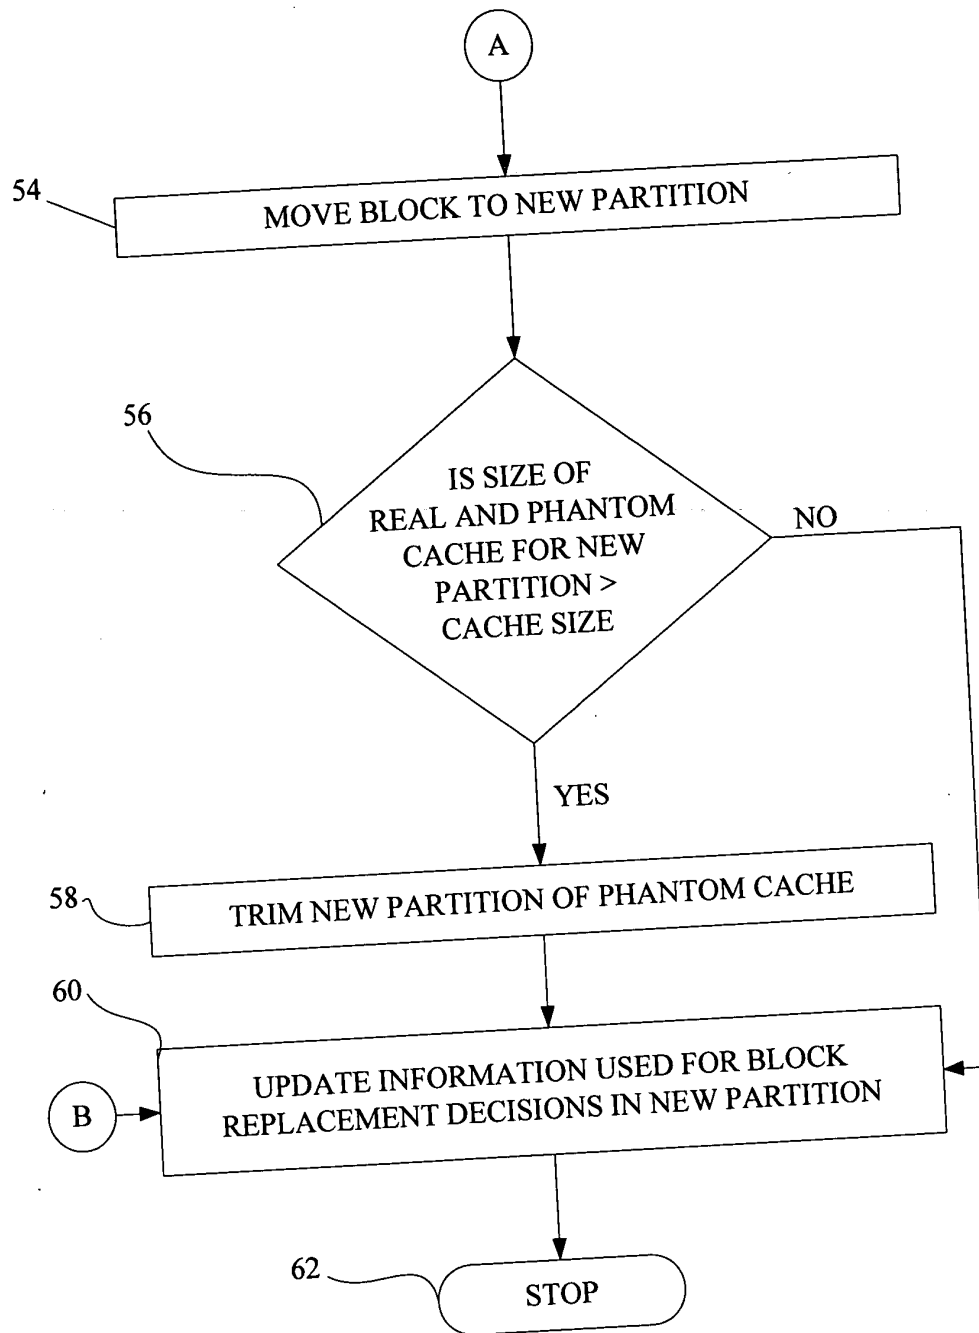 A
54
MOVE BLOCK TO NEW PARTITION
56
IS SIZE OF
REAL AND PHANTOM
CACHE FOR NEW
PARTITION >
CACHE SIZE
NO
YES
58
TRIM NEW PARTITION OF PHANTOM CACHE
60
UPDATE INFORMATION USED FOR BLOCK
REPLACEMENT DECISIONS IN NEW PARTITION
B
62
STOP